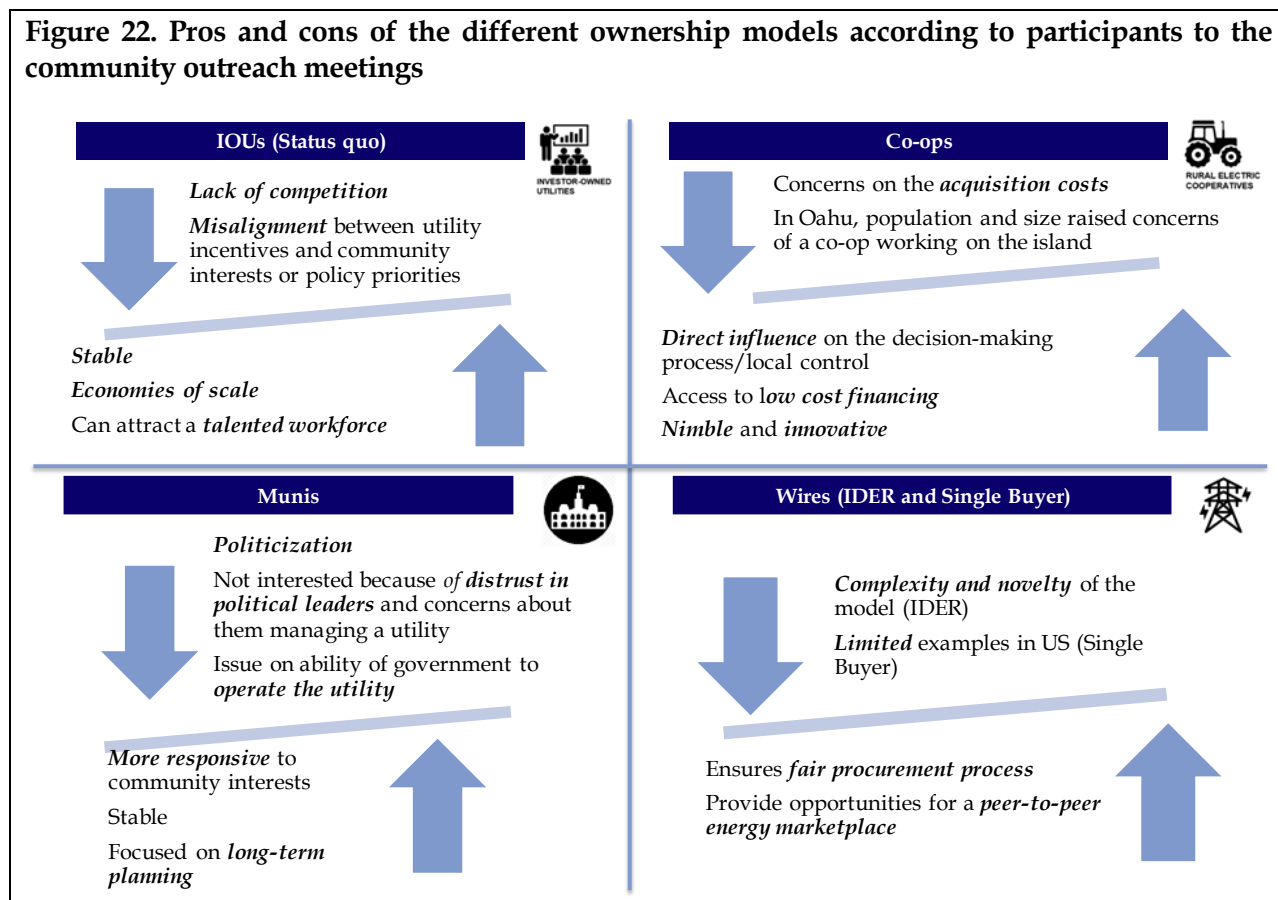 Figure 22. Pros and cons of the different ownership models according to participants to the
community outreach meetings
IOUs (Status quo)
INVESTOR-OWNED
UTILITIES
Lack of competition
Misalignment between utility
incentives and community
interests or policy priorities
Stable
Economies of scale
Can attract a talented workforce
Co-ops
RURAL ELECTRIC
COOPERATIVES
Concerns on the acquisition costs
In Oahu, population and size raised concerns
of a co-op working on the island
Direct influence on the decision-making
process/local control
Access to low cost financing
Nimble and innovative
Munis
Politicization
Not interested because of distrust in
political leaders and concerns about
them managing a utility
Issue on ability of government to
operate the utility
More responsive to
community interests
Stable
Focused on long-term
planning
Wires (IDER and Single Buyer)
Complexity and novelty of the
model (IDER)
Limited examples in US (Single
Buyer)
Ensures fair procurement process
Provide opportunities for a peer-to-peer
energy marketplace